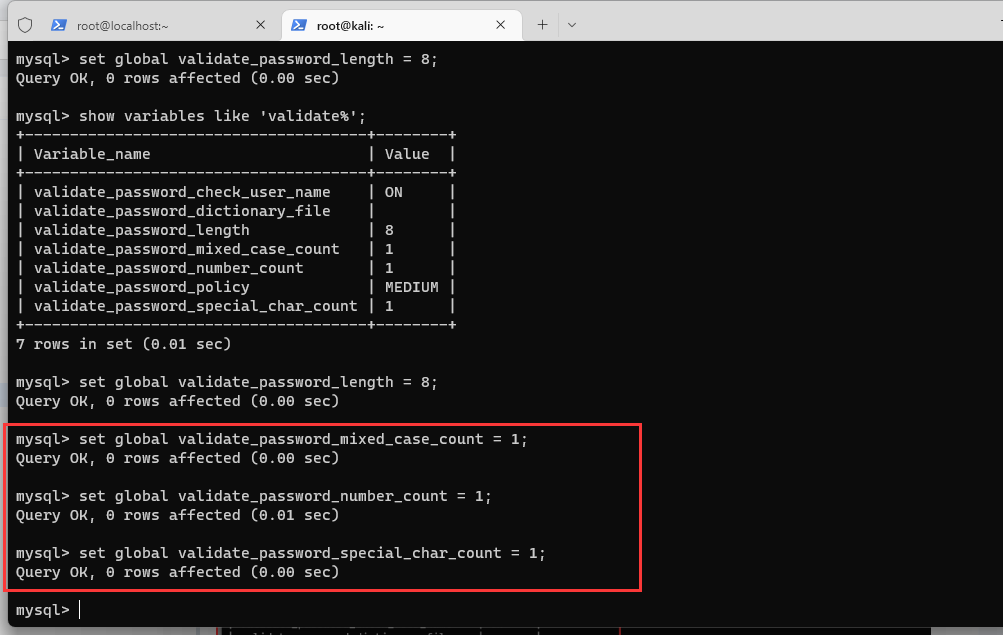 root@localhost:~
root@kali: ~
mysql> set global validate_password_length = 8;
Query OK, 0 rows affected (0.00 sec)
mysql> show variables like 'validate%';
+--------------------------------------+--------+
| Variable_name                        | Value  |
+--------------------------------------+--------+
| validate_password_check_user_name    | ON     |
| validate_password_dictionary_file    |        |
| validate_password_length             | 8      |
| validate_password_mixed_case_count   | 1      |
| validate_password_number_count       | 1      |
| validate_password_policy             | MEDIUM |
| validate_password_special_char_count | 1      |
+--------------------------------------+--------+
7 rows in set (0.01 sec)
mysql> set global validate_password_length = 8;
Query OK, 0 rows affected (0.00 sec)
mysql> set global validate_password_mixed_case_count = 1;
Query OK, 0 rows affected (0.00 sec)
mysql> set global validate_password_number_count = 1;
Query OK, 0 rows affected (0.01 sec)
mysql> set global validate_password_special_char_count = 1;
Query OK, 0 rows affected (0.00 sec)
mysql>